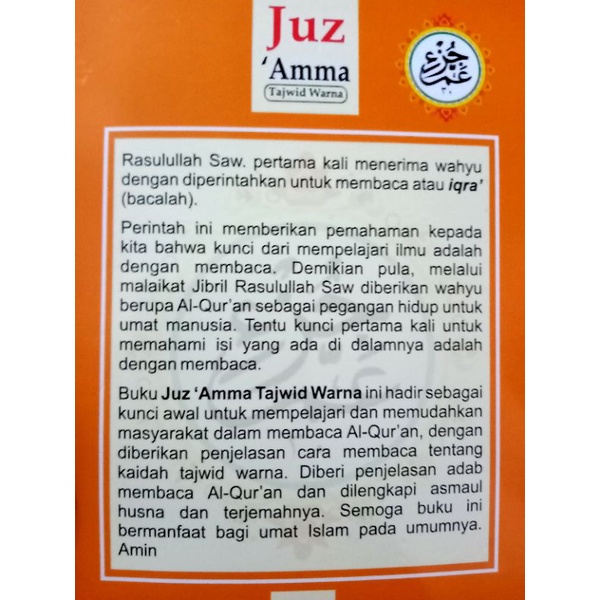 Juz
‘Amma
Tajwid Warna
جزء
عم
٣٠
Rasulullah Saw. pertama kali menerima wahyu
dengan diperintahkan untuk membaca atau iqra’
(bacalah).
Perintah ini memberikan pemahaman kepada
kita bahwa kunci dari mempelajari ilmu adalah
dengan membaca. Demikian pula, melalui
malaikat Jibril Rasulullah Saw diberikan wahyu
berupa Al-Qur’an sebagai pegangan hidup untuk
umat manusia. Tentu kunci pertama kali untuk
memahami isi yang ada di dalamnya adalah
dengan membaca.
Buku Juz ‘Amma Tajwid Warna ini hadir sebagai
kunci awal untuk mempelajari dan memudahkan
masyarakat dalam membaca Al-Qur’an, dengan
diberikan penjelasan cara membaca tentang
kaidah tajwid warna. Diberi penjelasan adab
membaca Al-Qur’an dan dilengkapi asmaul
husna dan terjemahnya. Semoga buku ini
bermanfaat bagi umat Islam pada umumnya.
Amin